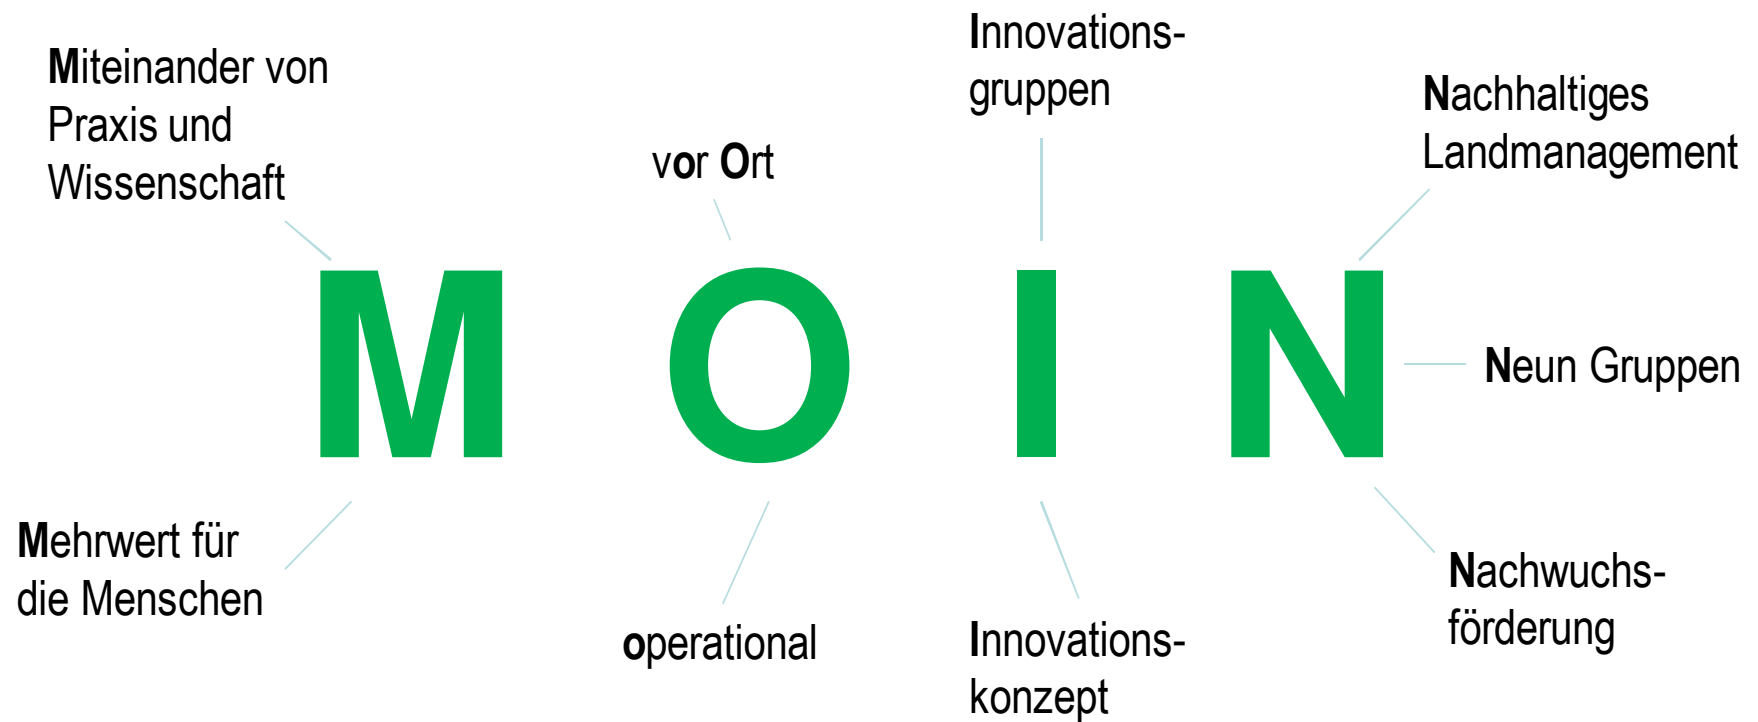 Miteinander von
Praxis und
Wissenschaft
vor Ort
Innovations-
gruppen
Nachhaltiges
Landmanagement
M O I N
Neun Gruppen
Mehrwert für
die Menschen
operational
Innovations-
konzept
Nachwuchs-
förderung